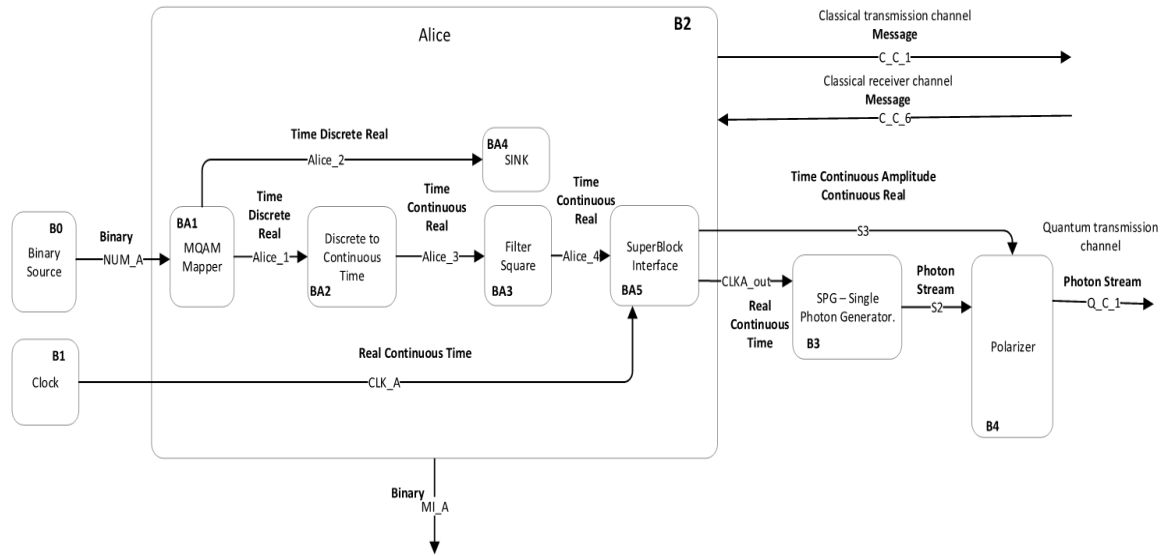 Classical transmission channel
B2
Message
Alice
C_C_1
Classical receiver channel
Message
C_C_6
Time Discrete Real
BA4
Alice_2
SINK
Time Continuous Amplitude
Continuous Real
Time
Discrete
Real
Time
Continuous
Real
Time
Continuous
Real
B0
Binary
Source
Binary
NUM_A
BA1
MQAM
Mapper
Alice_1
Discrete to
Continuous
Time
BA2
Alice_3
Filter
Square
BA3
Alice_4
SuperBlock
Interface
BA5
S3
Quantum transmission
channel
CLKA_out
Real
Continuous
Time
SPG – Single
Photon Generator.
B3
Photon
Stream
S2
Photon Stream
Q_C_1
Polarizer
B4
B1
Clock
Real Continuous Time
CLK_A
Binary
MI_A